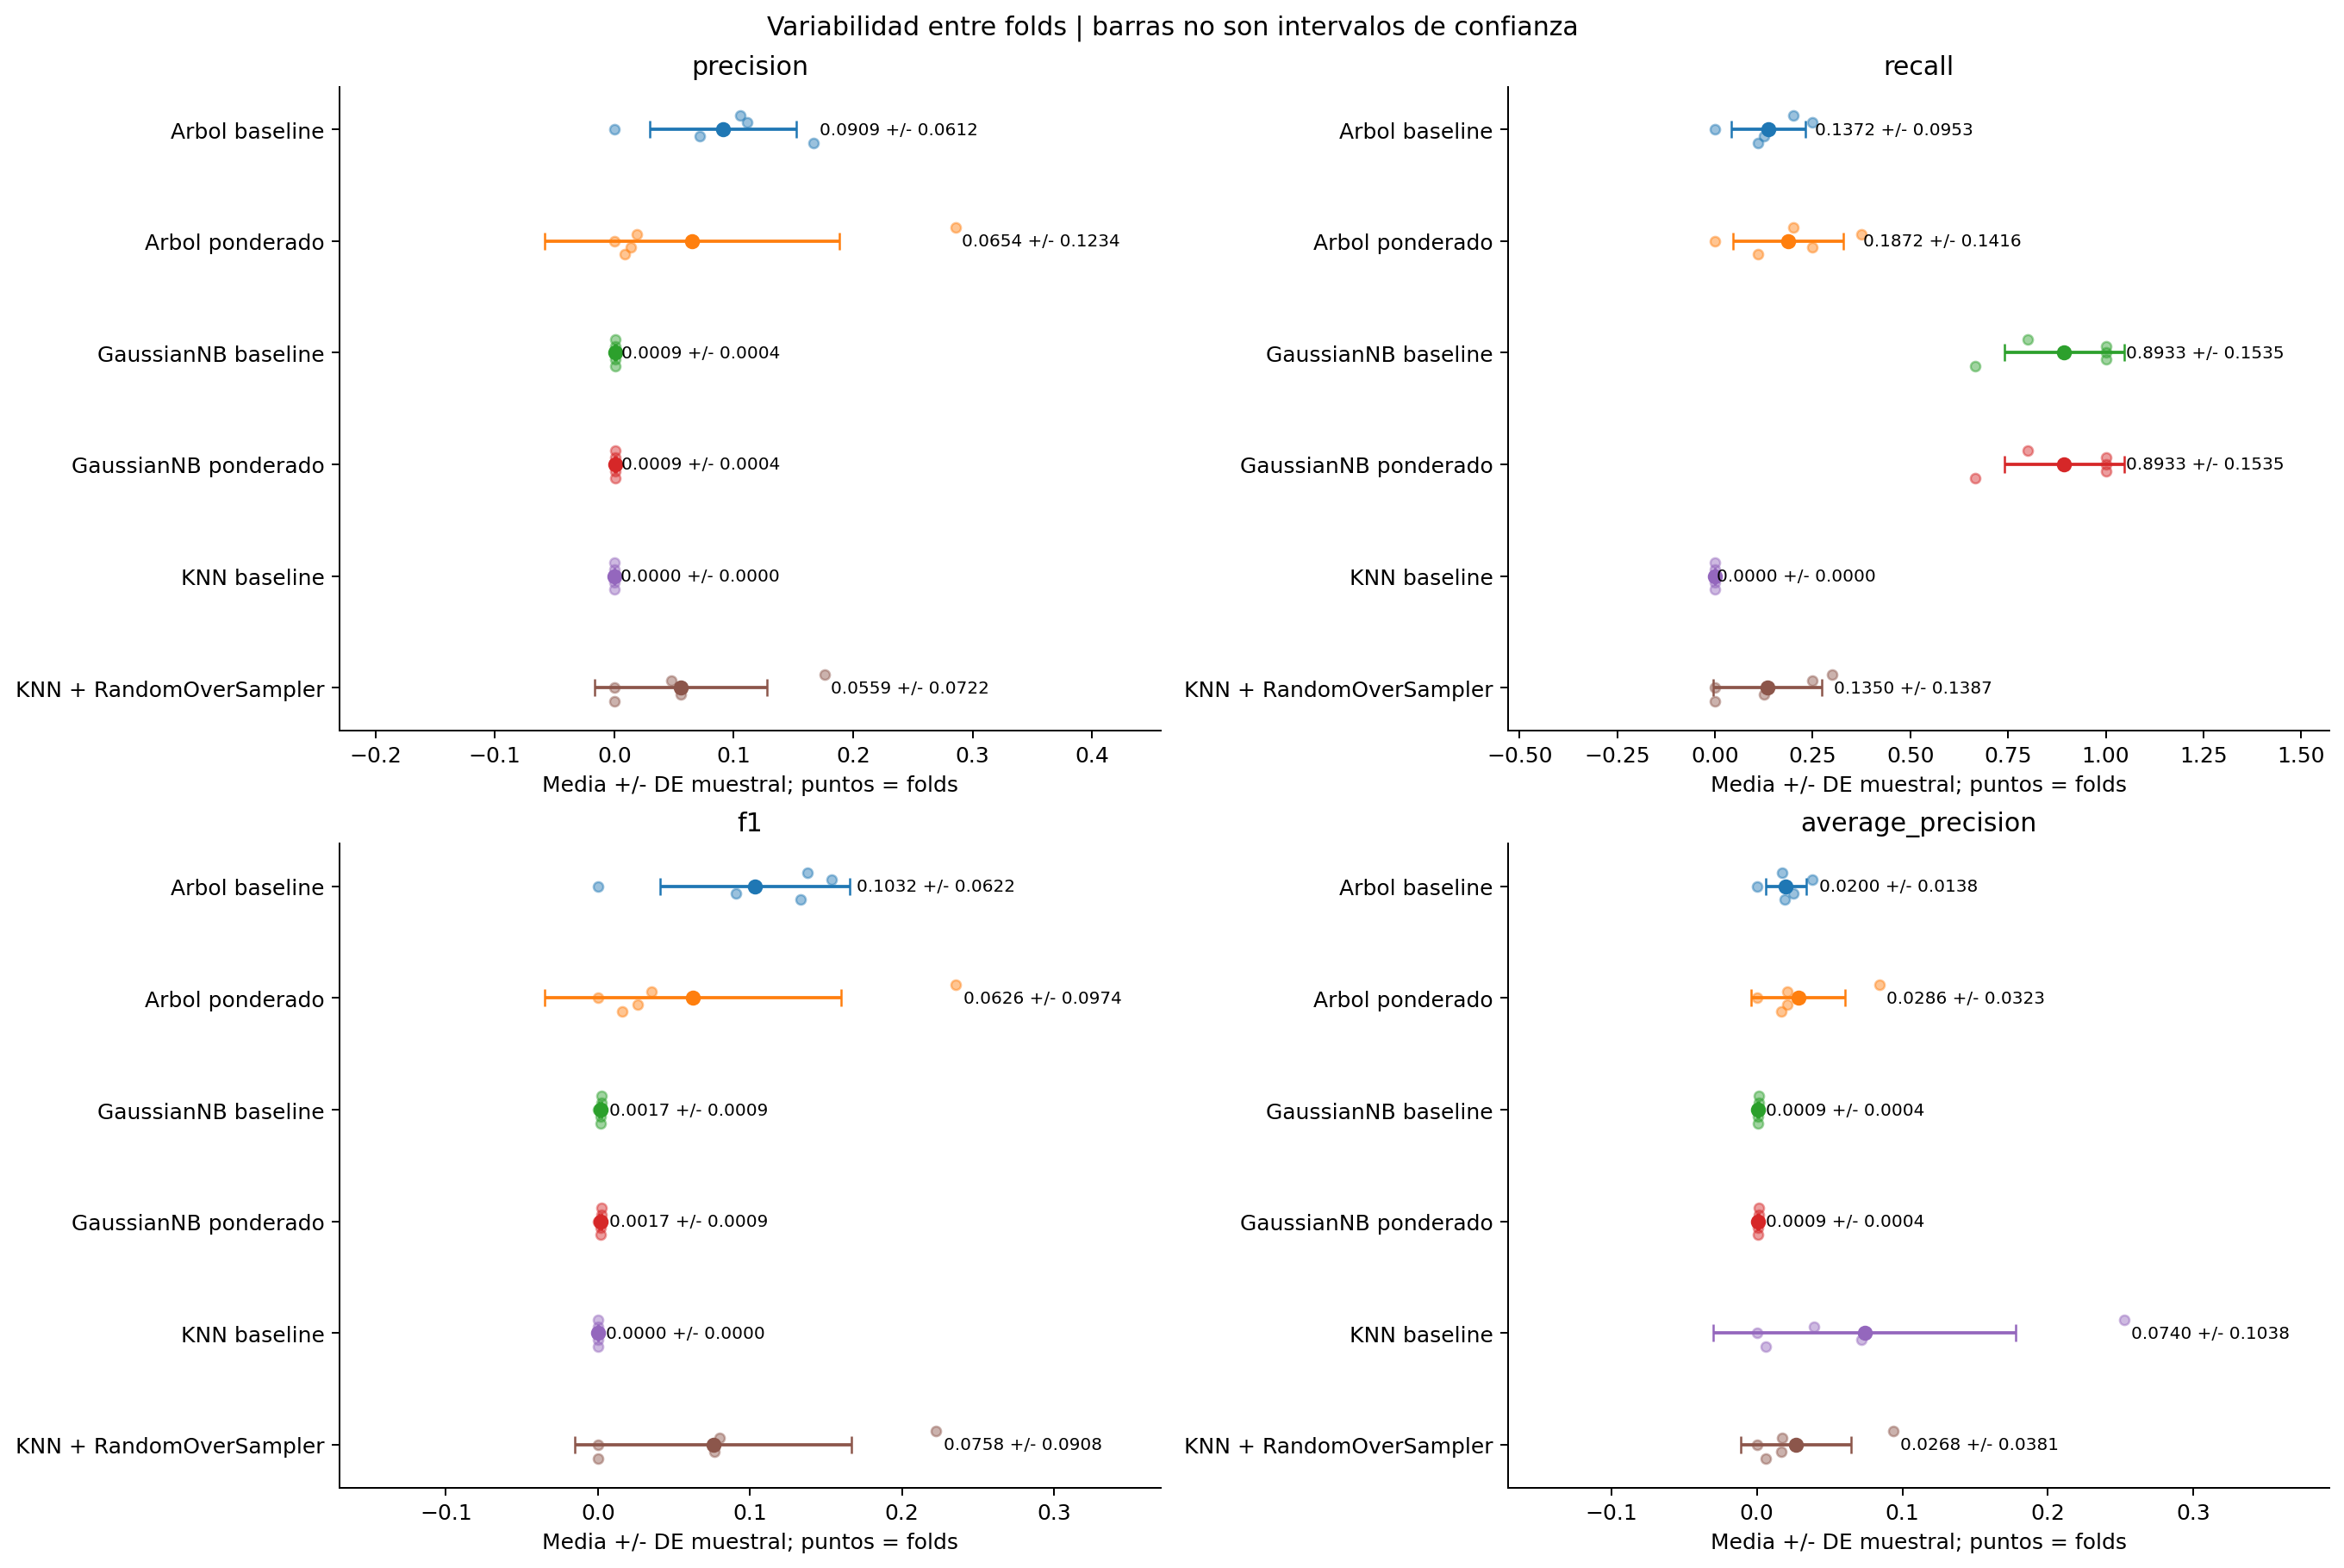 Variabilidad entre folds | barras no son intervalos de confianza
precision
Arbol baseline
0.0909 +/- 0.0612
Arbol ponderado
0.0654 +/- 0.1234
GaussianNB baseline
0.0009 +/- 0.0004
GaussianNB ponderado
0.0009 +/- 0.0004
KNN baseline
0.0000 +/- 0.0000
KNN + RandomOverSampler
0.0559 +/- 0.0722
−0.2 −0.1 0.0 0.1 0.2 0.3 0.4
Media +/- DE muestral; puntos = folds
recall
Arbol baseline
0.1372 +/- 0.0953
Arbol ponderado
0.1872 +/- 0.1416
GaussianNB baseline
0.8933 +/- 0.1535
GaussianNB ponderado
0.8933 +/- 0.1535
KNN baseline
0.0000 +/- 0.0000
KNN + RandomOverSampler
0.1350 +/- 0.1387
−0.50 −0.25 0.00 0.25 0.50 0.75 1.00 1.25 1.50
Media +/- DE muestral; puntos = folds
f1
Arbol baseline
0.1032 +/- 0.0622
Arbol ponderado
0.0626 +/- 0.0974
GaussianNB baseline
0.0017 +/- 0.0009
GaussianNB ponderado
0.0017 +/- 0.0009
KNN baseline
0.0000 +/- 0.0000
KNN + RandomOverSampler
0.0758 +/- 0.0908
−0.1 0.0 0.1 0.2 0.3
Media +/- DE muestral; puntos = folds
average_precision
Arbol baseline
0.0200 +/- 0.0138
Arbol ponderado
0.0286 +/- 0.0323
GaussianNB baseline
0.0009 +/- 0.0004
GaussianNB ponderado
0.0009 +/- 0.0004
KNN baseline
0.0740 +/- 0.1038
KNN + RandomOverSampler
0.0268 +/- 0.0381
−0.1 0.0 0.1 0.2 0.3
Media +/- DE muestral; puntos = folds